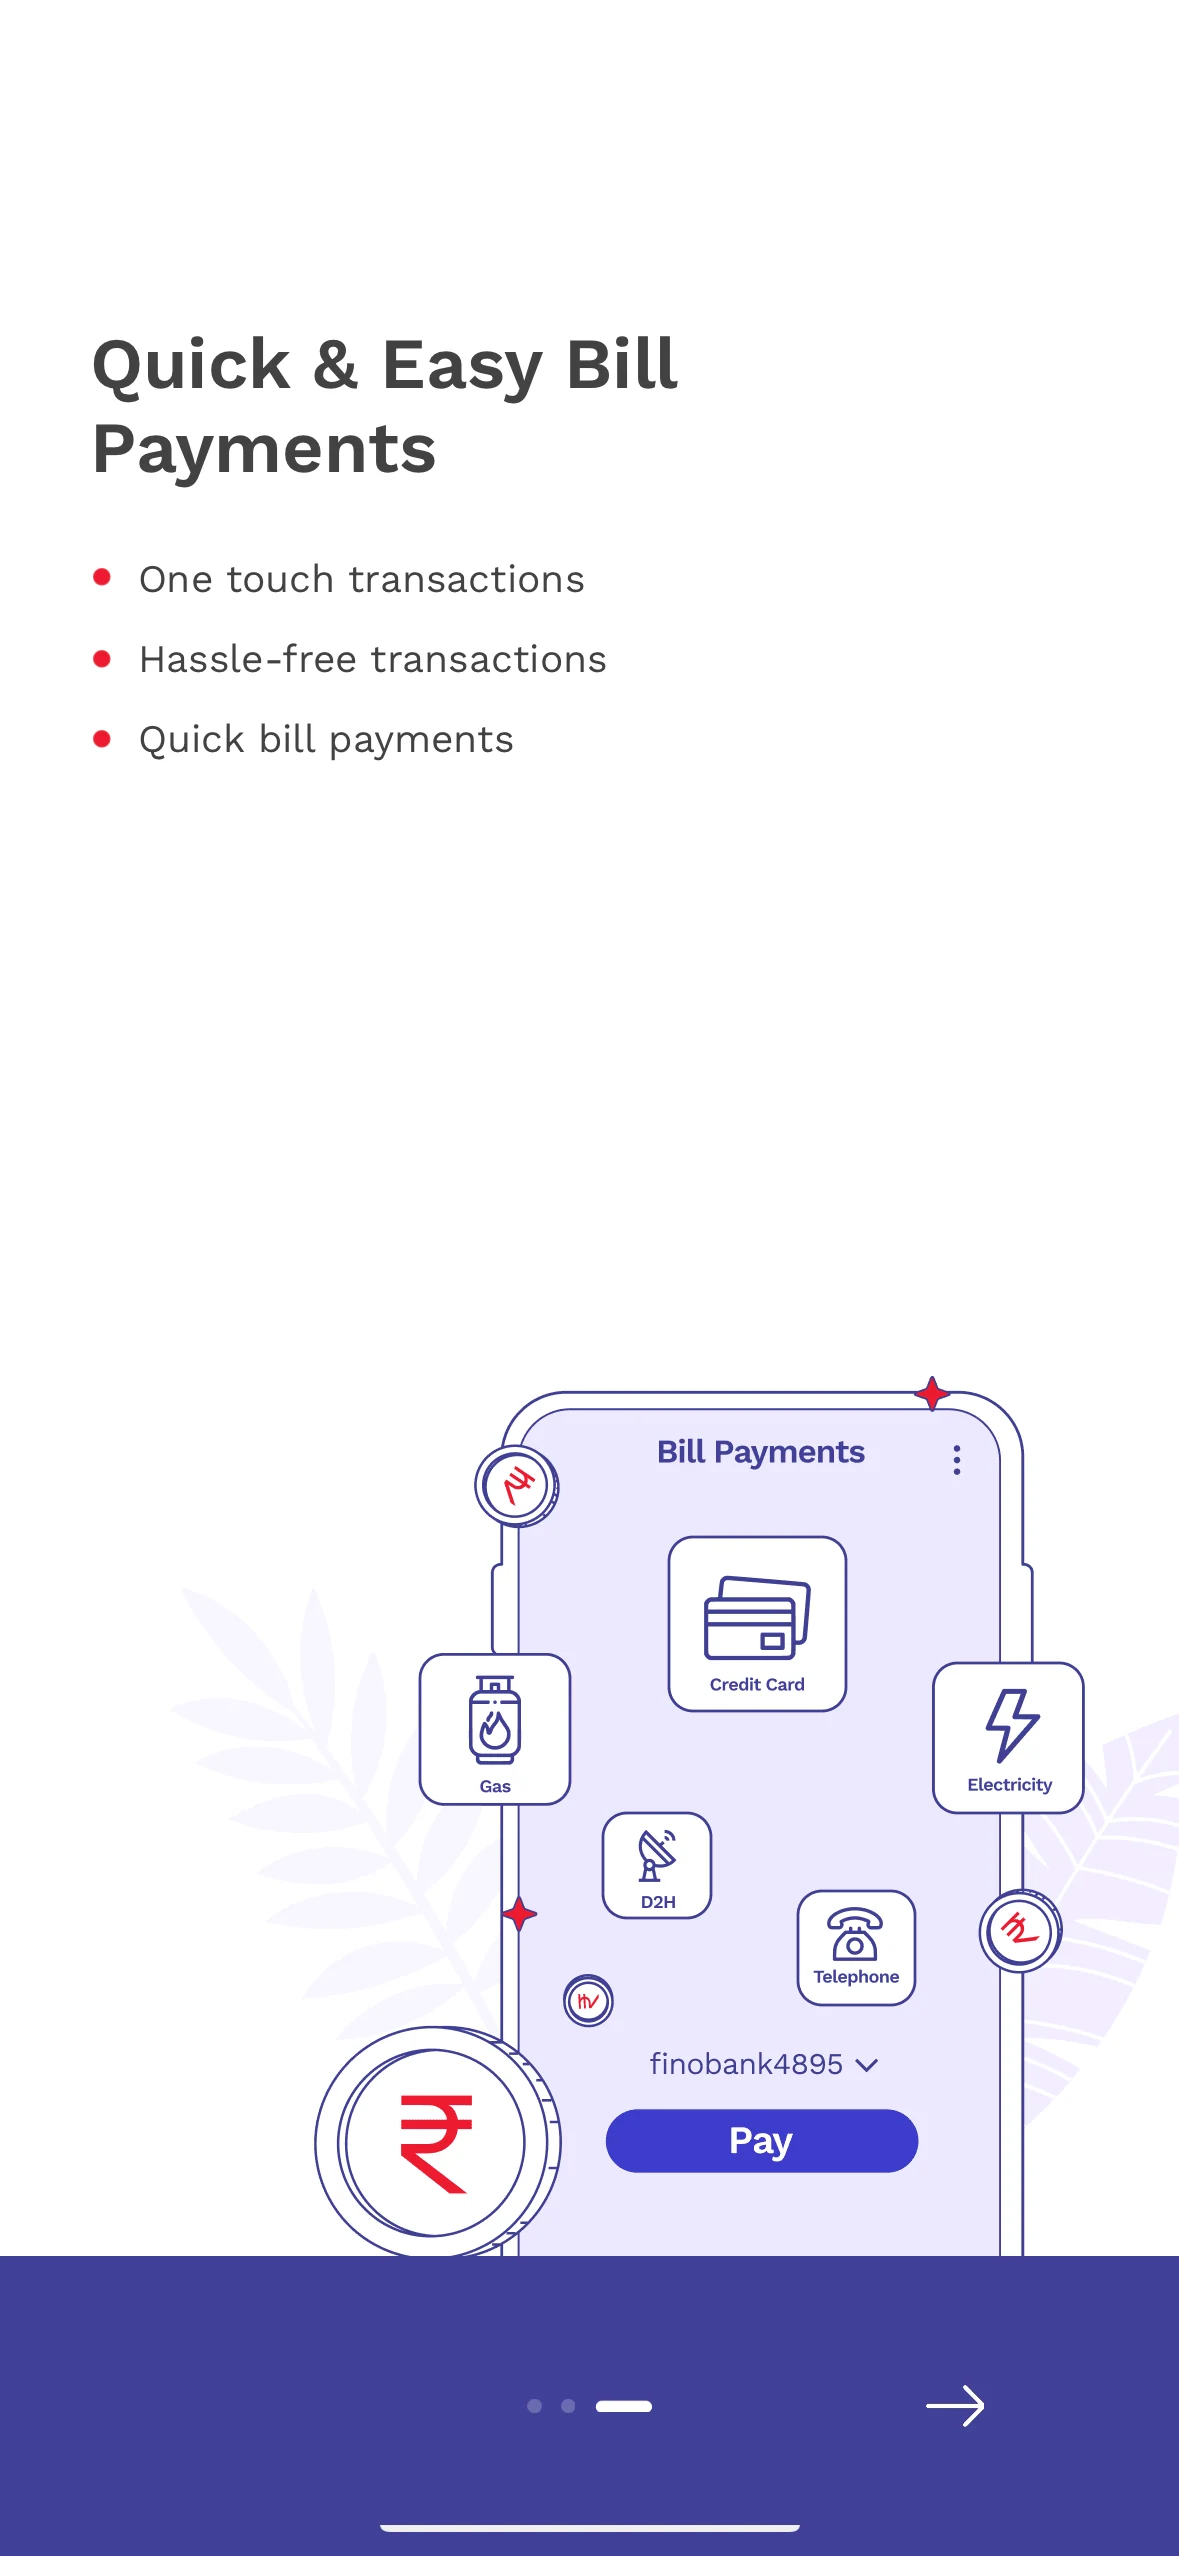 Quick & Easy Bill
Payments
One touch transactions
Hassle-free transactions
Quick bill payments
Bill Payments
₹
Credit Card
Gas
Electricity
D2H
Telephone
₹
₹
finobank4895
₹
Pay